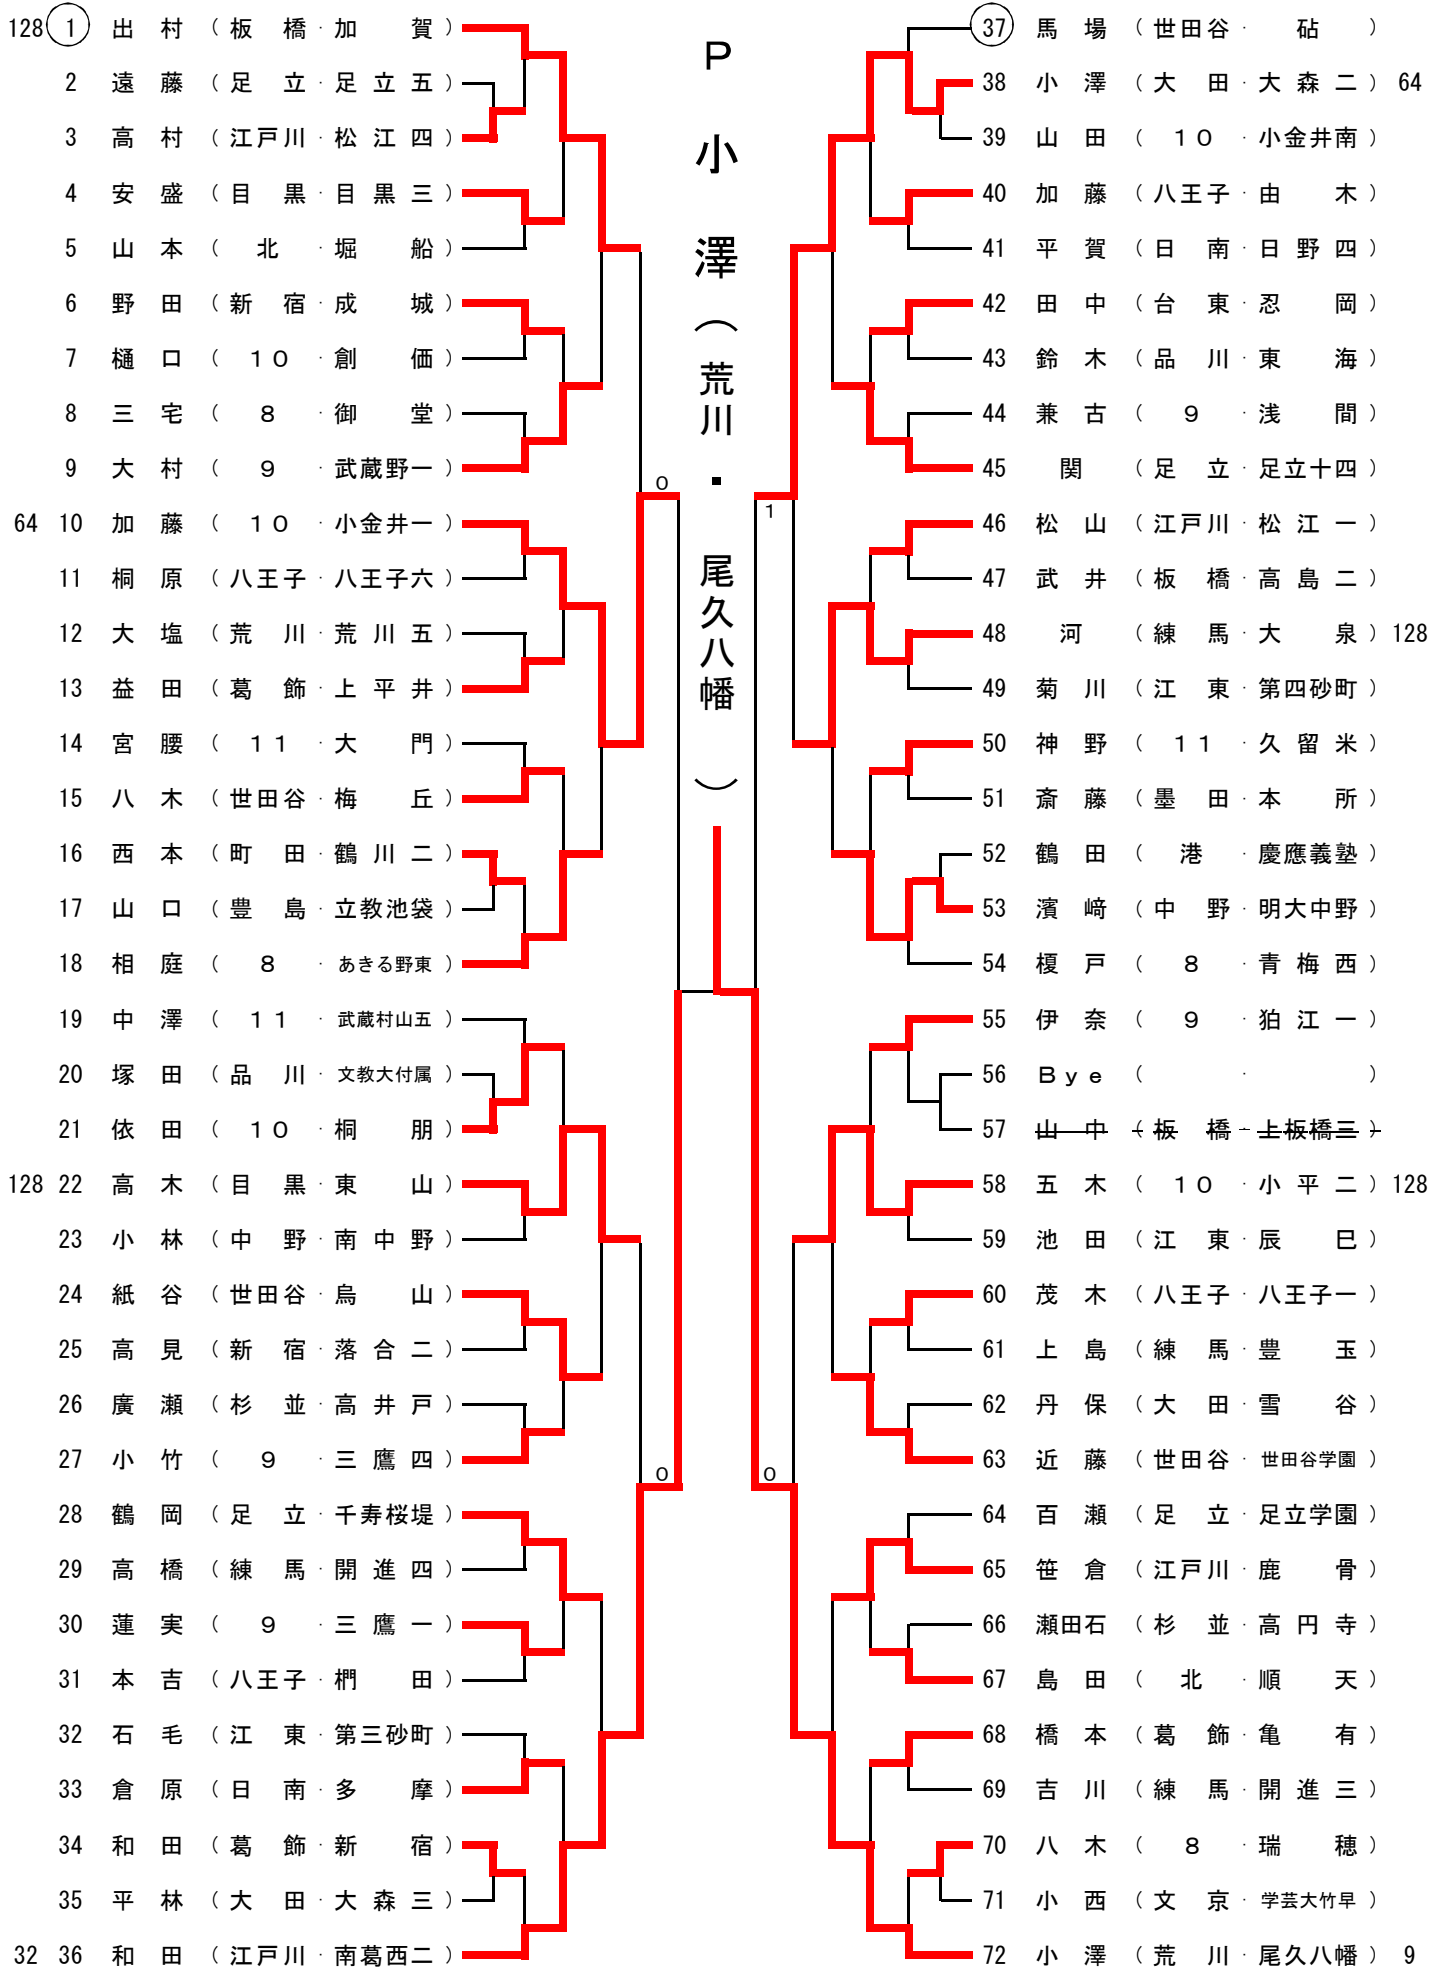 128 1 出村（板橋・加賀）
2 遠藤（足立・足立五）
3 高村（江戸川・松江四）
4 安盛（目黒・目黒三）
5 山本（北・堀船）
6 野田（新宿・成城）
7 樋口（10・創価）
8 三宅（8・御堂）
9 大村（9・武蔵野一）
64 10 加藤（10・小金井一）
11 桐原（八王子・八王子六）
12 大塩（荒川・荒川五）
13 益田（葛飾・上平井）
14 宮腰（11・大門）
15 八木（世田谷・梅丘）
16 西本（町田・鶴川二）
17 山口（豊島・立教池袋）
18 相庭（8・あきる野東）
19 中澤（11・武蔵村山五）
20 塚田（品川・文教大付属）
21 依田（10・桐朋）
128 22 高木（目黒・東山）
23 小林（中野・南中野）
24 紙谷（世田谷・烏山）
25 高見（新宿・落合二）
26 廣瀬（杉並・高井戸）
27 小竹（9・三鷹四）
28 鶴岡（足立・千寿桜堤）
29 高橋（練馬・開進四）
30 蓮実（9・三鷹一）
31 本吉（八王子・椚田）
32 石毛（江東・第三砂町）
33 倉原（日南・多摩）
34 和田（葛飾・新宿）
35 平林（大田・大森三）
32 36 和田（江戸川・南葛西二）
P小澤（荒川・尾久八幡）
0
1
0
0
37 馬場（世田谷・砧）
38 小澤（大田・大森二）64
39 山田（10・小金井南）
40 加藤（八王子・由木）
41 平賀（日南・日野四）
42 田中（台東・忍岡）
43 鈴木（品川・東海）
44 兼古（9・浅間）
45 関（足立・足立十四）
46 松山（江戸川・松江一）
47 武井（板橋・高島二）
48 河（練馬・大泉）128
49 菊川（江東・第四砂町）
50 神野（11・久留米）
51 斎藤（墨田・本所）
52 鶴田（港・慶應義塾）
53 濱﨑（中野・明大中野）
54 榎戸（8・青梅西）
55 伊奈（9・狛江一）
56 Bye（・）
57 山中（板橋・上板橋三）
58 五木（10・小平二）128
59 池田（江東・辰巳）
60 茂木（八王子・八王子一）
61 上島（練馬・豊玉）
62 丹保（大田・雪谷）
63 近藤（世田谷・世田谷学園）
64 百瀬（足立・足立学園）
65 笹倉（江戸川・鹿骨）
66 瀬田石（杉並・高円寺）
67 島田（北・順天）
68 橋本（葛飾・亀有）
69 吉川（練馬・開進三）
70 八木（8・瑞穂）
71 小西（文京・学芸大竹早）
72 小澤（荒川・尾久八幡）9